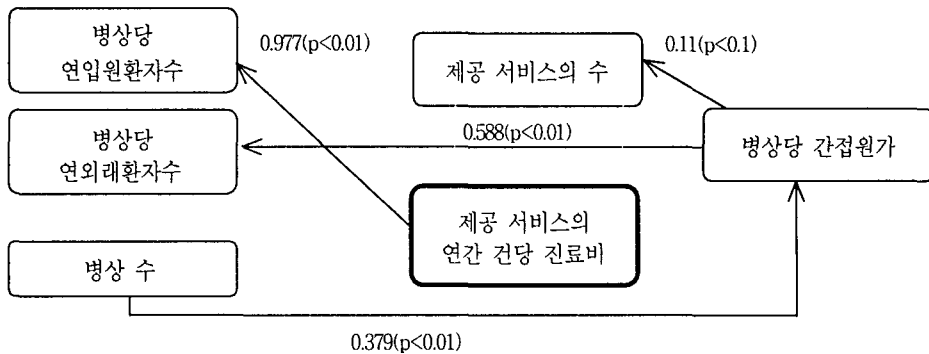 병상당
연입원환자수
0.977(p<0.01)
제공 서비스의 수
0.11(p<0.1)
병상당
연외래환자수
0.588(p<0.01)
병상당 간접원가
제공 서비스의
연간 건당 진료비
병상 수
0.379(p<0.01)